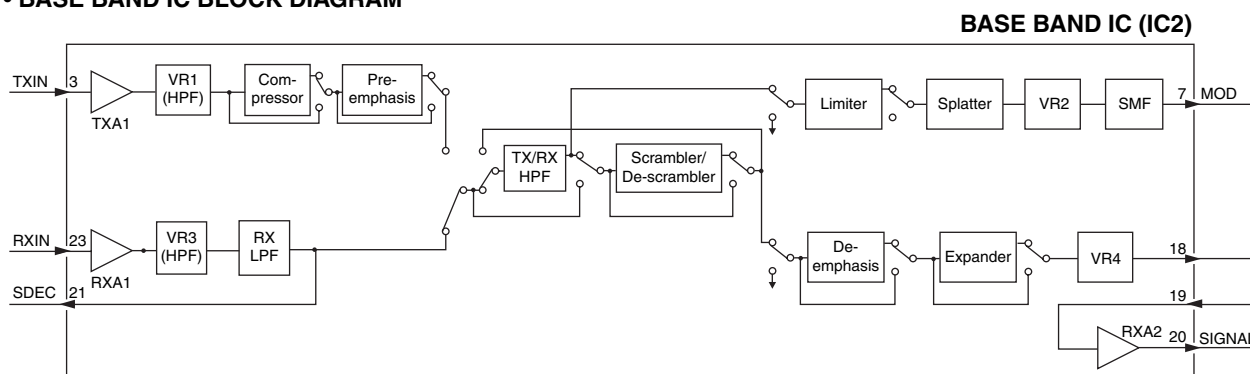 • BASE BAND IC BLOCK DIAGRAM
BASE BAND IC (IC2)
TXIN 3
TXA1
VR1
(HPF)
Com-
pressor
Pre-
emphasis
Limiter
Splatter
VR2
SMF
7 MOD
TX/RX
HPF
Scrambler/
De-scrambler
RXIN 23
RXA1
VR3
(HPF)
RX
LPF
De-
emphasis
Expander
VR4
18
SDEC 21
19
RXA2
20 SIGNAL